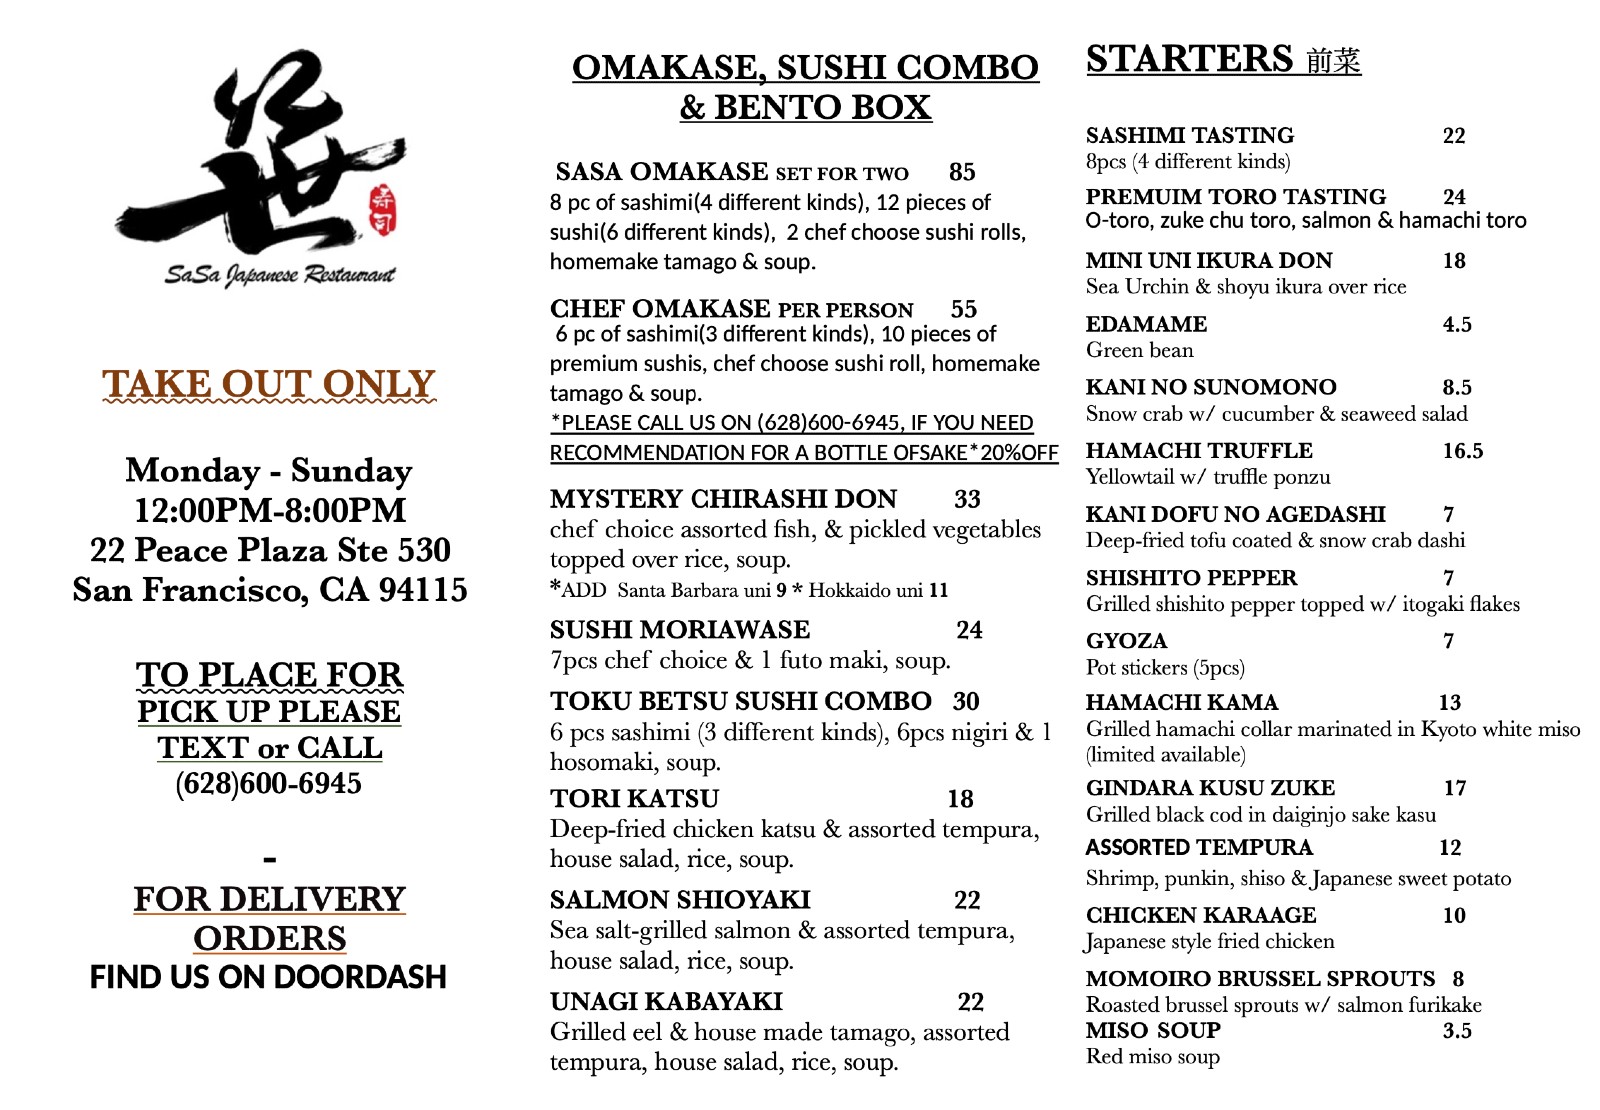 世
寿司
SaSa Japanese Restaurant
TAKE OUT ONLY
Monday - Sunday
12:00PM-8:00PM
22 Peace Plaza Ste 530
San Francisco, CA 94115
TO PLACE FOR
PICK UP PLEASE
TEXT or CALL
(628)600-6945
-
FOR DELIVERY
ORDERS
FIND US ON DOORDASH
OMAKASE, SUSHI COMBO
& BENTO BOX
SASA OMAKASE SET FOR TWO 85
8 pc of sashimi(4 different kinds), 12 pieces of
sushi(6 different kinds), 2 chef choose sushi rolls,
homemake tamago & soup.
CHEF OMAKASE PER PERSON 55
6 pc of sashimi(3 different kinds), 10 pieces of
premium sushis, chef choose sushi roll, homemake
tamago & soup.
*PLEASE CALL US ON (628)600-6945, IF YOU NEED
RECOMMENDATION FOR A BOTTLE OFSAKE*20%OFF
MYSTERY CHIRASHI DON 33
chef choice assorted fish, & pickled vegetables
topped over rice, soup.
*ADD Santa Barbara uni 9 * Hokkaido uni 11
SUSHI MORIAWASE 24
7pcs chef choice & 1 futo maki, soup.
TOKU BETSU SUSHI COMBO 30
6 pcs sashimi (3 different kinds), 6pcs nigiri & 1
hosomaki, soup.
TORI KATSU 18
Deep-fried chicken katsu & assorted tempura,
house salad, rice, soup.
SALMON SHIOYAKI 22
Sea salt-grilled salmon & assorted tempura,
house salad, rice, soup.
UNAGI KABAYAKI 22
Grilled eel & house made tamago, assorted
tempura, house salad, rice, soup.
STARTERS 前菜
SASHIMI TASTING 22
8pcs (4 different kinds)
PREMUIM TORO TASTING 24
O-toro, zuke chu toro, salmon & hamachi toro
MINI UNI IKURA DON 18
Sea Urchin & shoyu ikura over rice
EDAMAME 4.5
Green bean
KANI NO SUNOMONO 8.5
Snow crab w/ cucumber & seaweed salad
HAMACHI TRUFFLE 16.5
Yellowtail w/ truffle ponzu
KANI DOFU NO AGEDASHI 7
Deep-fried tofu coated & snow crab dashi
SHISHITO PEPPER 7
Grilled shishito pepper topped w/ itogaki flakes
GYOZA 7
Pot stickers (5pcs)
HAMACHI KAMA 13
Grilled hamachi collar marinated in Kyoto white miso
(limited available)
GINDARA KUSU ZUKE 17
Grilled black cod in daiginjo sake kasu
ASSORTED TEMPURA 12
Shrimp, punkin, shiso & Japanese sweet potato
CHICKEN KARAAGE 10
Japanese style fried chicken
MOMOIRO BRUSSEL SPROUTS 8
Roasted brussel sprouts w/ salmon furikake
MISO SOUP 3.5
Red miso soup